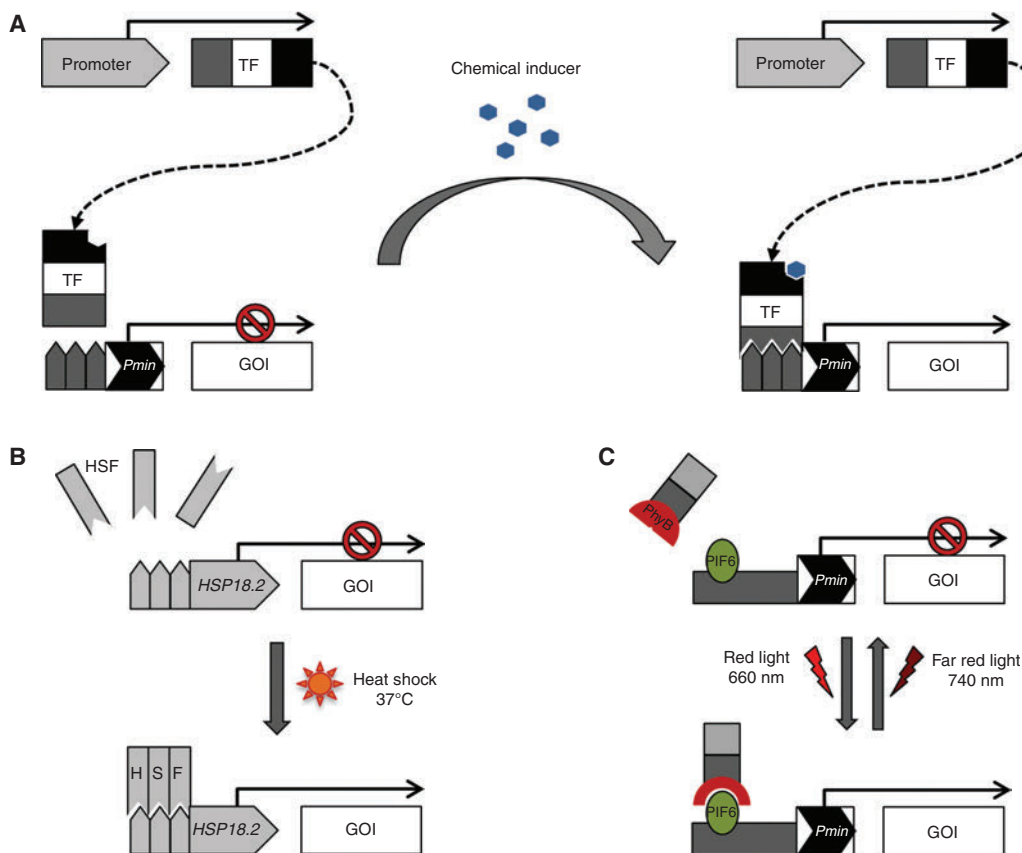 A
Promoter
TF
Chemical inducer
Promoter
TF
TF
Pmin
GOI
TF
Pmin
GOI
B
HSF
HSP18.2
GOI
Heat shock
37°C
H S F
HSP18.2
GOI
C
PhyB
PIF6
Pmin
GOI
Red light
660 nm
Far red light
740 nm
PIF6
Pmin
GOI